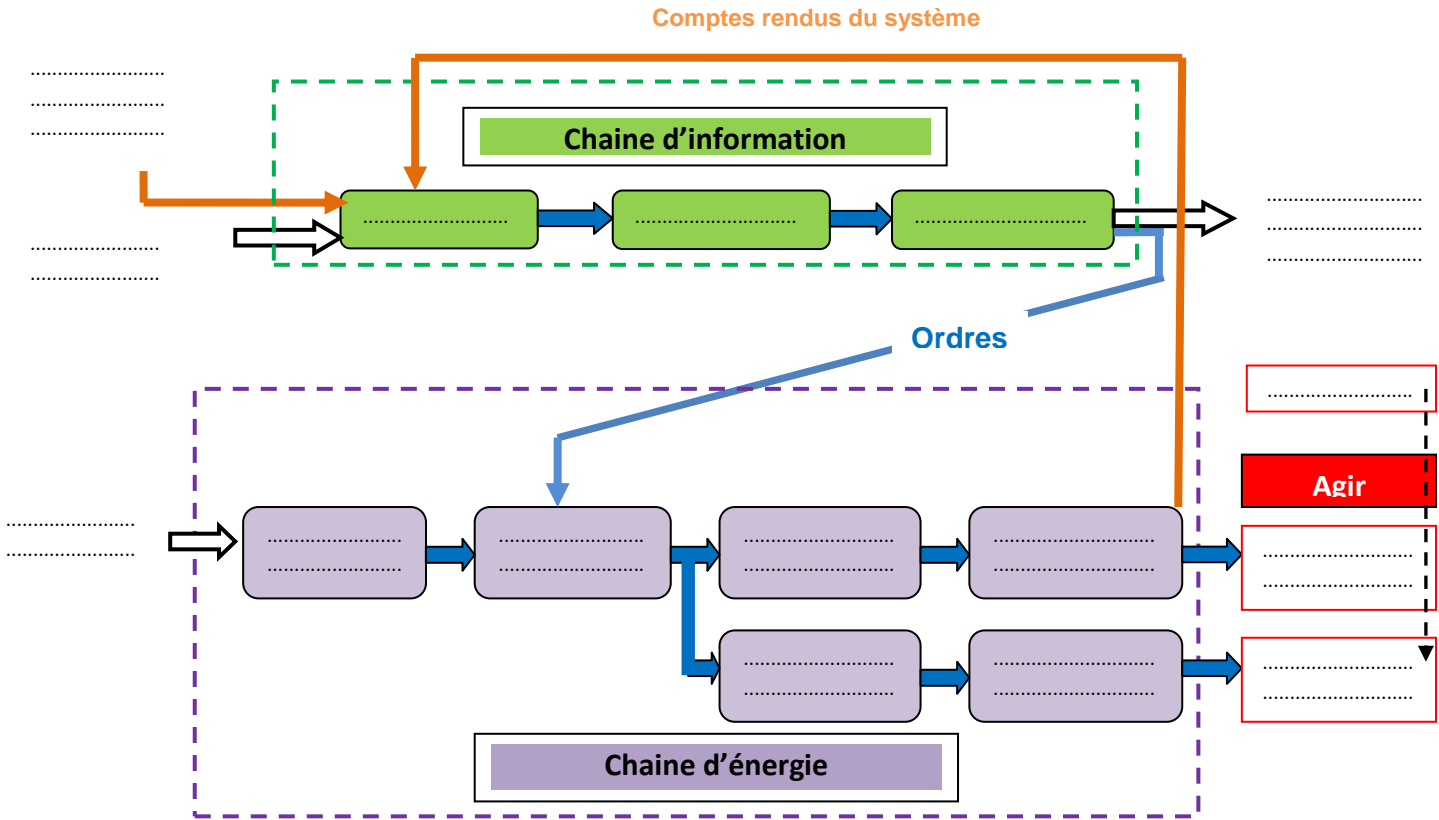 Comptes rendus du système
Chaine d'information
Ordres
Agir
Chaine d'énergie